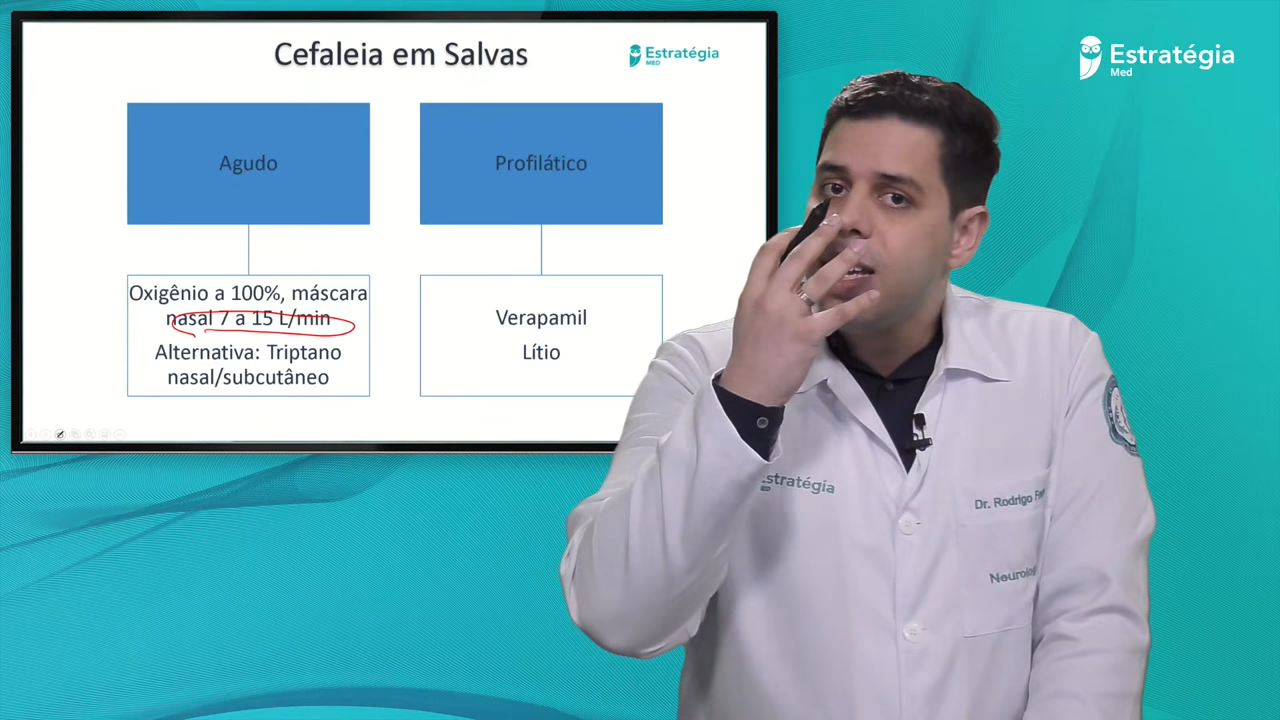 Cefaleia em Salvas
Estratégia
MED
Agudo
Profilático
Oxigênio a 100%, máscara
nasal 7 a 15 L/min
Alternativa: Triptano
nasal/subcutâneo
Verapamil
Lítio
Estratégia
Med
Estratégia
Dr. Rodrigo